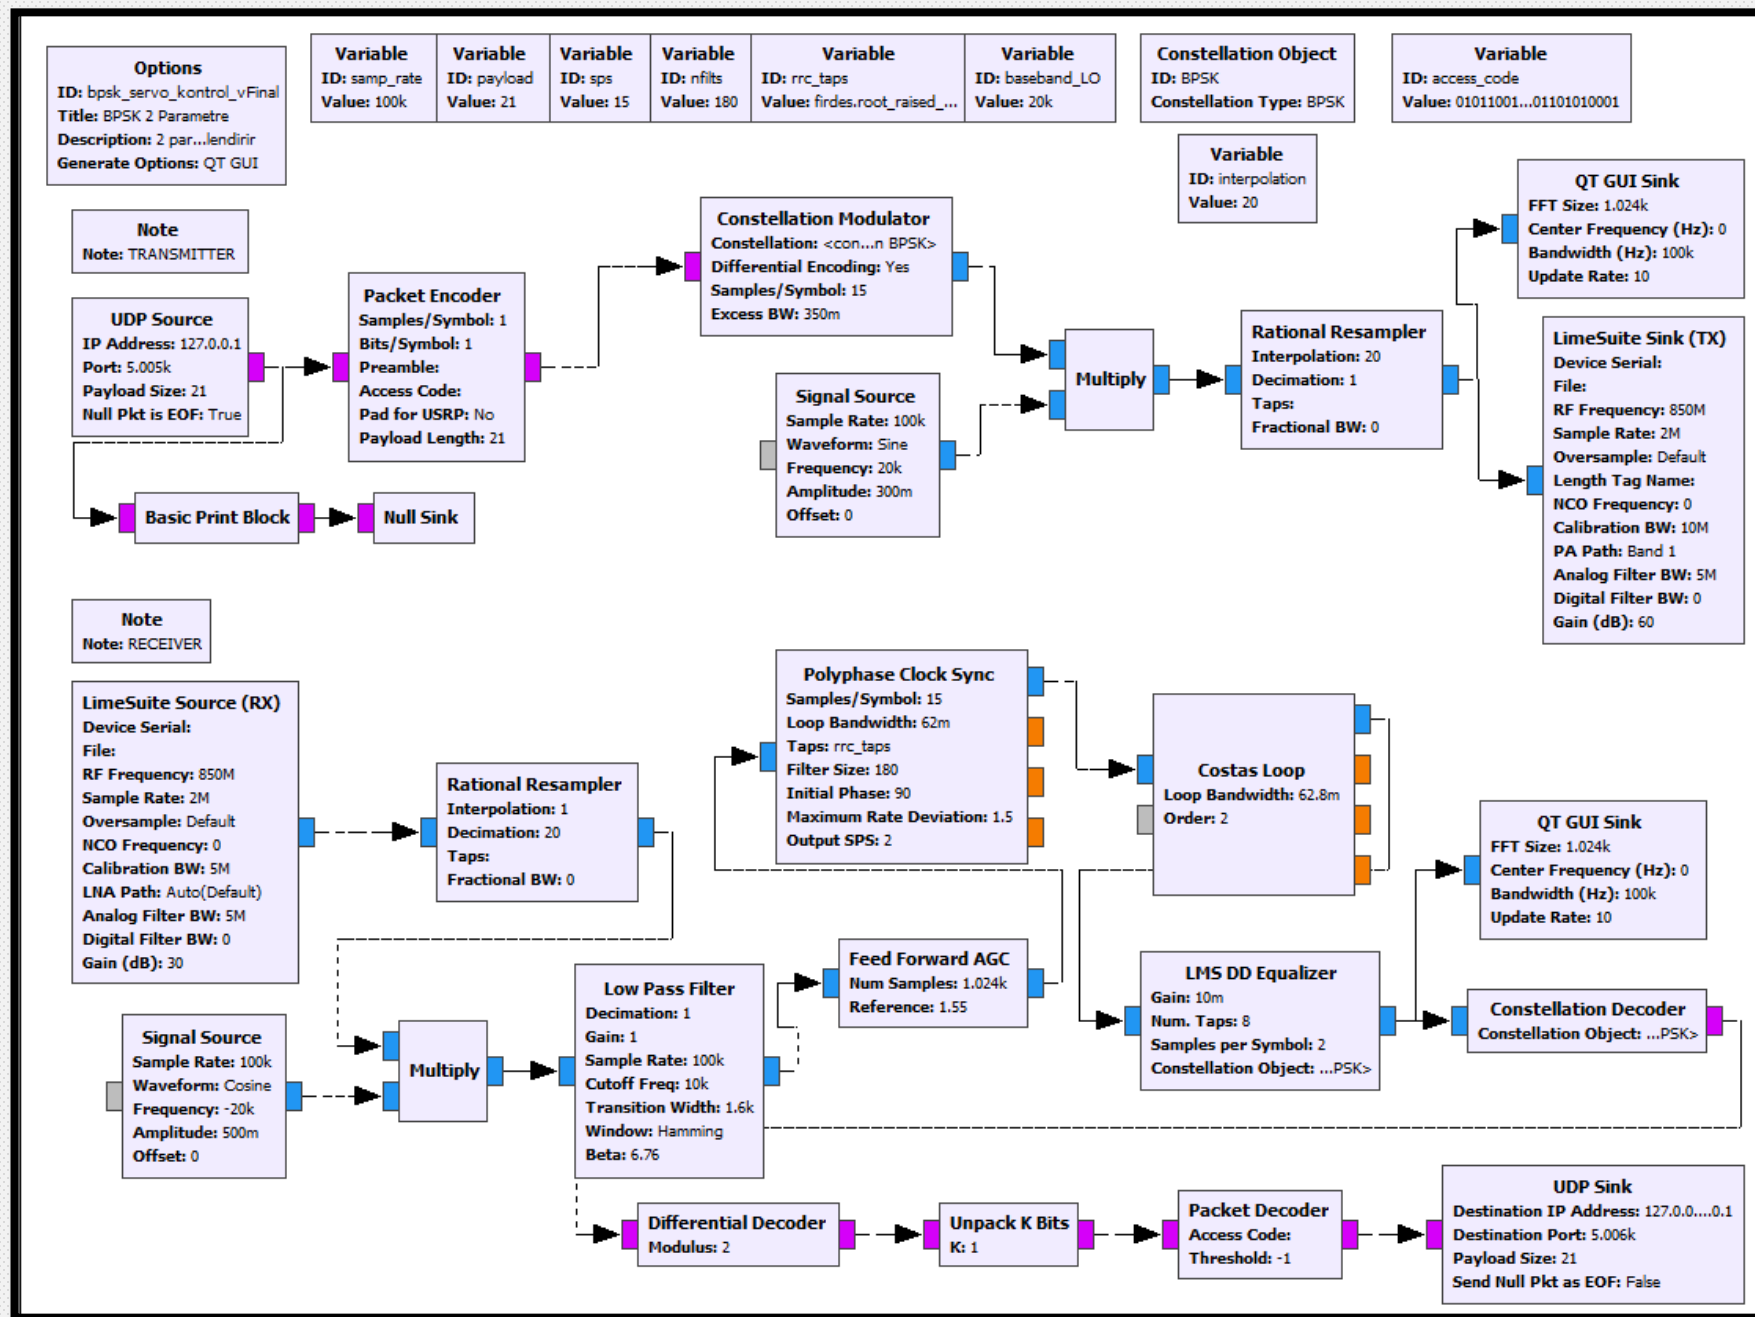 Options
ID: bpsk_servo_kontrol_vFinal
Title: BPSK 2 Parametre
Description: 2 par...lendirir
Generate Options: QT GUI
Variable
ID: samp_rate
Value: 100k
Variable
ID: payload
Value: 21
Variable
ID: sps
Value: 15
Variable
ID: nfilts
Value: 180
Variable
ID: rrc_taps
Value: firdes.root_raised_...
Variable
ID: baseband_LO
Value: 20k
Constellation Object
ID: BPSK
Constellation Type: BPSK
Variable
ID: access_code
Value: 01011001...01101010001
Variable
ID: interpolation
Value: 20
Note
Note: TRANSMITTER
UDP Source
IP Address: 127.0.0.1
Port: 5.005k
Payload Size: 21
Null Pkt is EOF: True
Packet Encoder
Samples/Symbol: 1
Bits/Symbol: 1
Preamble:
Access Code:
Pad for USRP: No
Payload Length: 21
Constellation Modulator
Constellation: <con...n BPSK>
Differential Encoding: Yes
Samples/Symbol: 15
Excess BW: 350m
Signal Source
Sample Rate: 100k
Waveform: Sine
Frequency: 20k
Amplitude: 300m
Offset: 0
Multiply
Rational Resampler
Interpolation: 20
Decimation: 1
Taps:
Fractional BW: 0
QT GUI Sink
FFT Size: 1.024k
Center Frequency (Hz): 0
Bandwidth (Hz): 100k
Update Rate: 10
LimeSuite Sink (TX)
Device Serial:
File:
RF Frequency: 850M
Sample Rate: 2M
Oversample: Default
Length Tag Name:
NCO Frequency: 0
Calibration BW: 10M
PA Path: Band 1
Analog Filter BW: 5M
Digital Filter BW: 0
Gain (dB): 60
Basic Print Block
Null Sink
Note
Note: RECEIVER
LimeSuite Source (RX)
Device Serial:
File:
RF Frequency: 850M
Sample Rate: 2M
Oversample: Default
NCO Frequency: 0
Calibration BW: 5M
LNA Path: Auto(Default)
Analog Filter BW: 5M
Digital Filter BW: 0
Gain (dB): 30
Rational Resampler
Interpolation: 1
Decimation: 20
Taps:
Fractional BW: 0
Polyphase Clock Sync
Samples/Symbol: 15
Loop Bandwidth: 62m
Taps: rrc_taps
Filter Size: 180
Initial Phase: 90
Maximum Rate Deviation: 1.5
Output SPS: 2
Costas Loop
Loop Bandwidth: 62.8m
Order: 2
QT GUI Sink
FFT Size: 1.024k
Center Frequency (Hz): 0
Bandwidth (Hz): 100k
Update Rate: 10
Signal Source
Sample Rate: 100k
Waveform: Cosine
Frequency: -20k
Amplitude: 500m
Offset: 0
Multiply
Low Pass Filter
Decimation: 1
Gain: 1
Sample Rate: 100k
Cutoff Freq: 10k
Transition Width: 1.6k
Window: Hamming
Beta: 6.76
Feed Forward AGC
Num Samples: 1.024k
Reference: 1.55
LMS DD Equalizer
Gain: 10m
Num. Taps: 8
Samples per Symbol: 2
Constellation Object: ...PSK>
Constellation Decoder
Constellation Object: ...PSK>
Differential Decoder
Modulus: 2
Unpack K Bits
K: 1
Packet Decoder
Access Code:
Threshold: -1
UDP Sink
Destination IP Address: 127.0.0....0.1
Destination Port: 5.006k
Payload Size: 21
Send Null Pkt as EOF: False